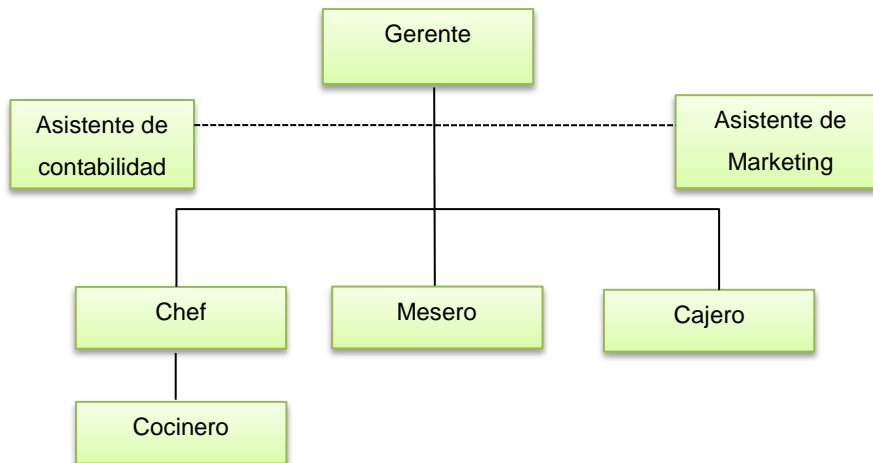 Gerente
Asistente de
contabilidad
Asistente de
Marketing
Chef
Mesero
Cajero
Cocinero